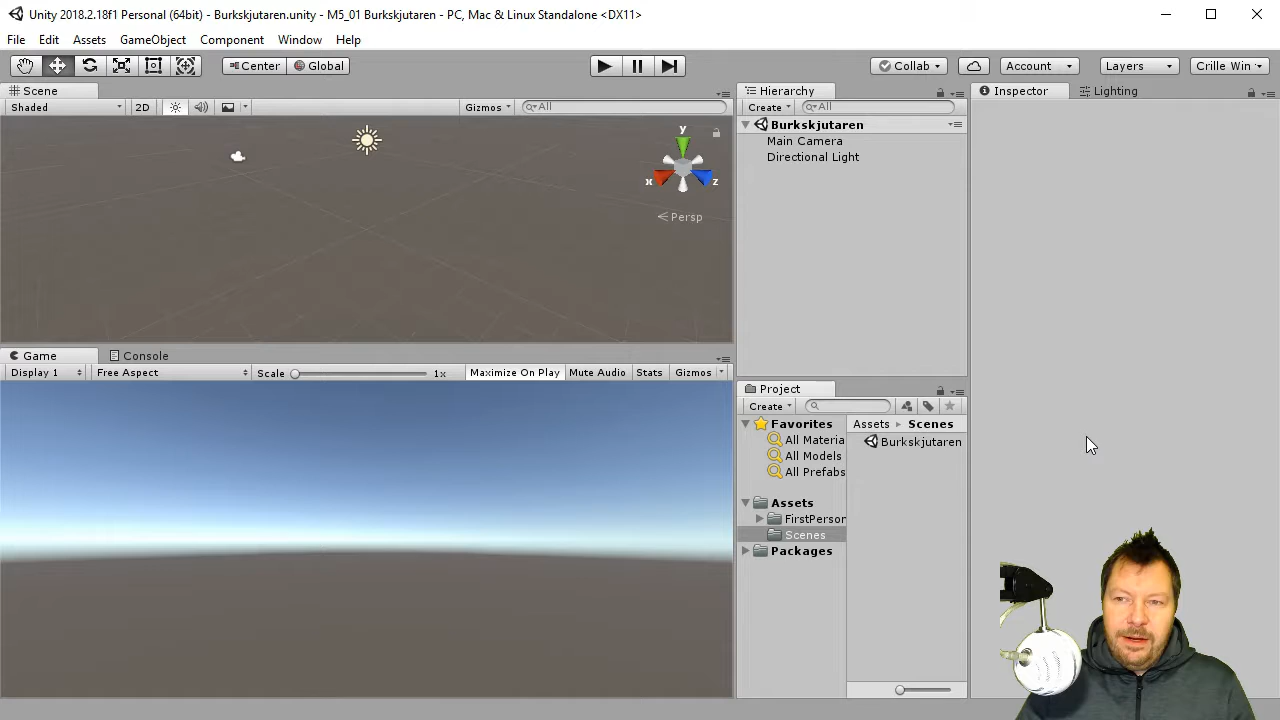 Unity 2018.2.18f1 Personal (64bit) - Burkskjutaren.unity - M5_01 Burkskjutaren - PC, Mac & Linux Standalone <DX11>
File Edit Assets GameObject Component Window Help
Center Global Collab Account Layers Crille Win
Scene
Shaded 2D Gizmos All
y
x z
Persp
Game Console
Display 1 Free Aspect Scale 1x Maximize On Play Mute Audio Stats Gizmos
Hierarchy
Create All
Burkskjutaren
Main Camera
Directional Light
Project
Create
Favorites
All Materia
All Models
All Prefabs
Assets
FirstPerson
Scenes
Packages
Assets Scenes
Burkskjutaren
Inspector Lighting